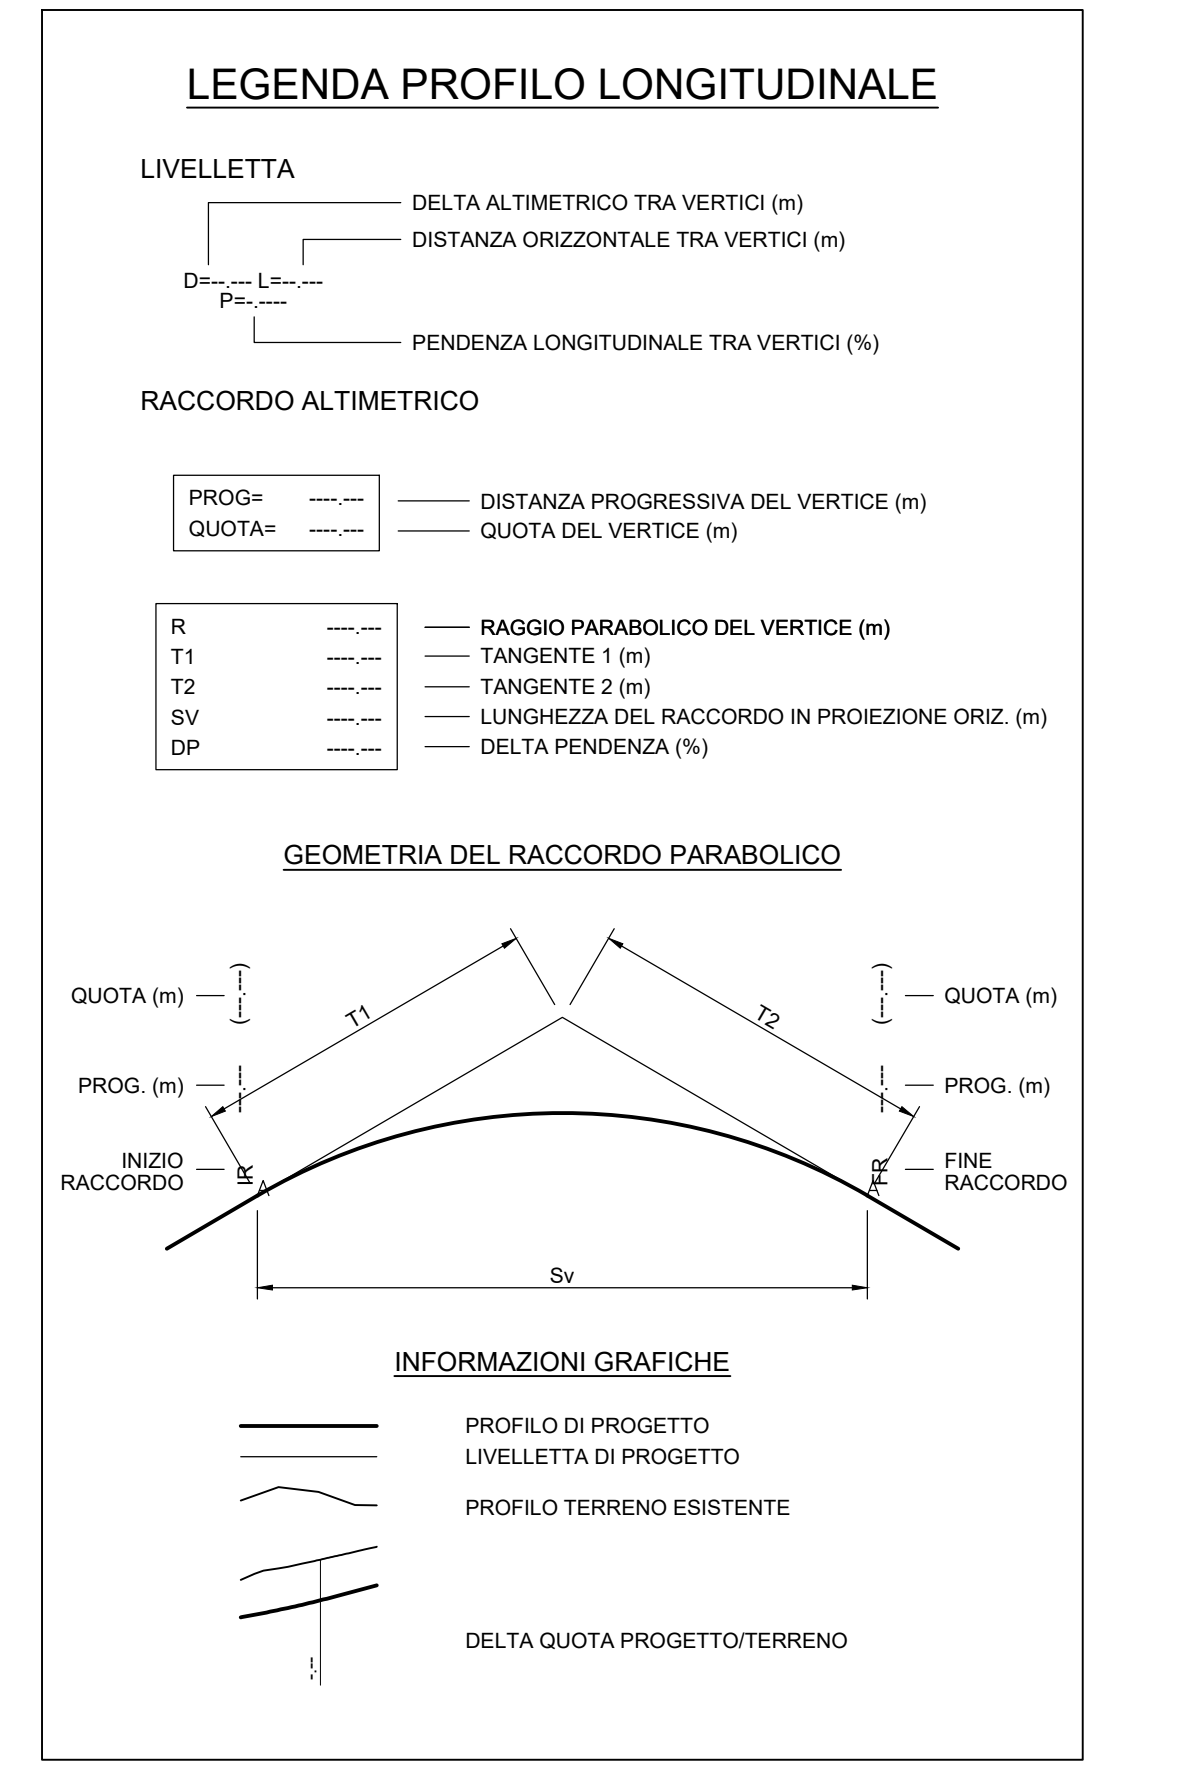 LEGENDA PROFILO LONGITUDINALE
LIVELLETTA
DELTA ALTIMETRICO TRA VERTICI (m)
DISTANZA ORIZZONTALE TRA VERTICI (m)
D=--.--- L=--.---
P=-.----
PENDENZA LONGITUDINALE TRA VERTICI (%)
RACCORDO ALTIMETRICO
PROG= ----.--- DISTANZA PROGRESSIVA DEL VERTICE (m)
QUOTA= ----.--- QUOTA DEL VERTICE (m)
R ----.--- RAGGIO PARABOLICO DEL VERTICE (m)
T1 ----.--- TANGENTE 1 (m)
T2 ----.--- TANGENTE 2 (m)
SV ----.--- LUNGHEZZA DEL RACCORDO IN PROIEZIONE ORIZ. (m)
DP ----.--- DELTA PENDENZA (%)
GEOMETRIA DEL RACCORDO PARABOLICO
QUOTA (m) (---.---) T1 T2 (---.---) QUOTA (m)
PROG. (m) ---.--- ---.--- PROG. (m)
INIZIO
RACCORDO
IR
A
A
FR
FINE
RACCORDO
Sv
INFORMAZIONI GRAFICHE
PROFILO DI PROGETTO
LIVELLETTA DI PROGETTO
PROFILO TERRENO ESISTENTE
DELTA QUOTA PROGETTO/TERRENO
--.--